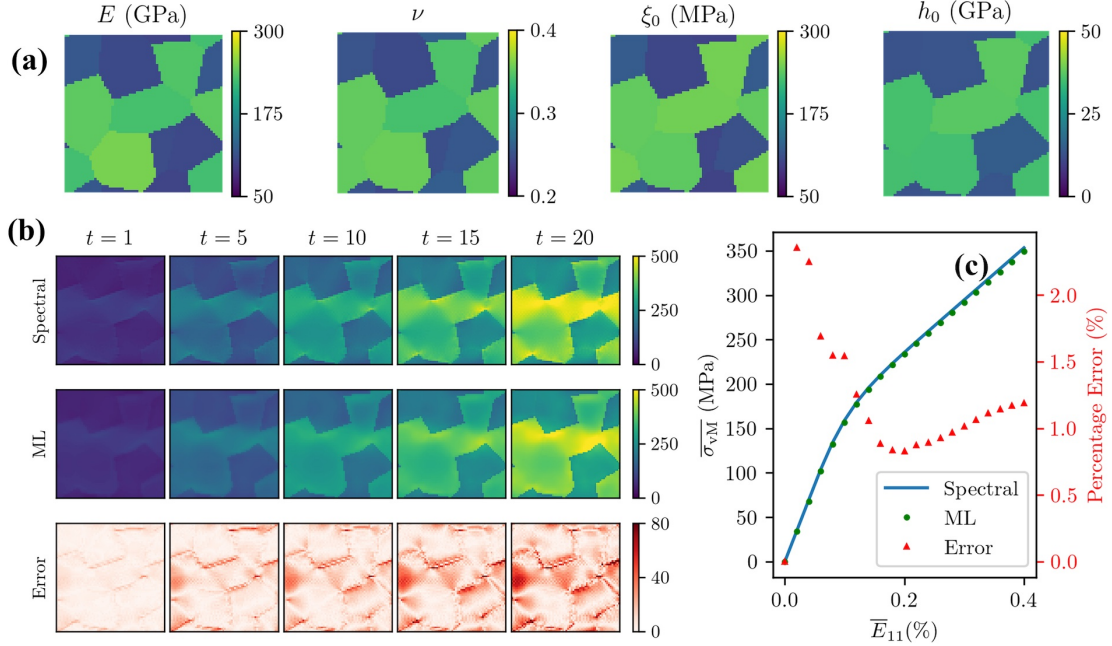 E (GPa)
ν
ξ₀ (MPa)
h₀ (GPa)
(a)
300
175
50
0.4
0.3
0.2
300
175
50
50
25
0
(b)
t = 1
t = 5
t = 10
t = 15
t = 20
Spectral
500
250
0
ML
500
250
0
Error
80
40
0
(c)
350
300
250
200
150
100
50
0
σ̅vM (MPa)
2.0
1.5
1.0
0.5
0.0
Percentage Error (%)
Spectral
ML
Error
0.0
0.2
0.4
E̅₁₁(%)